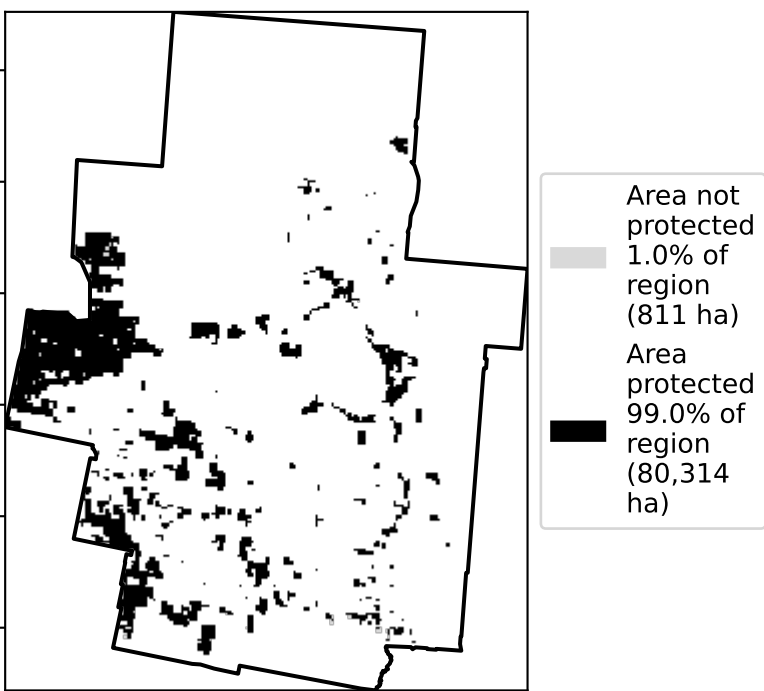 Area not
protected
1.0% of
region
(811 ha)
Area
protected
99.0% of
region
(80,314
ha)